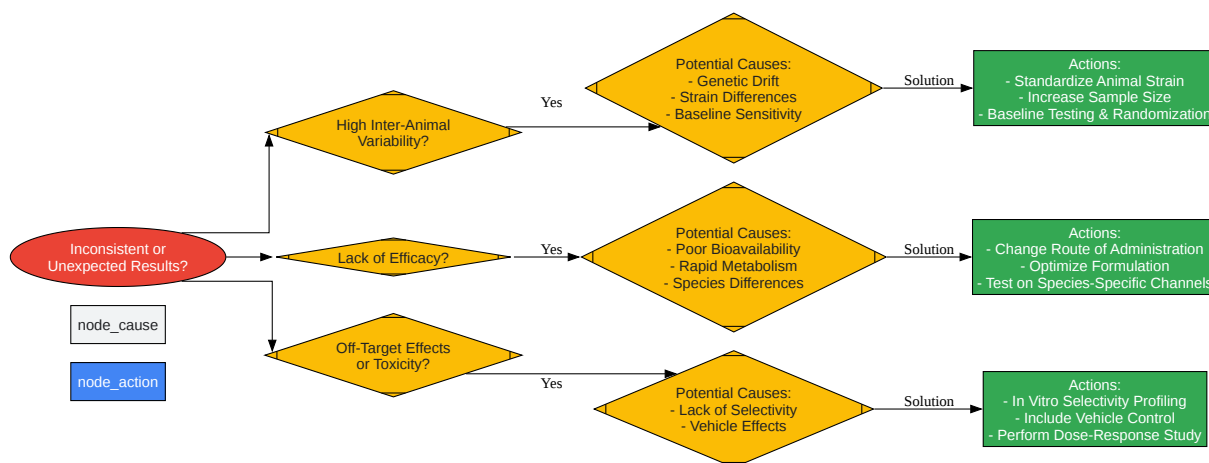 Inconsistent or
Unexpected Results?
High Inter-Animal
Variability?
Yes
Potential Causes:
- Genetic Drift
- Strain Differences
- Baseline Sensitivity
Solution
Actions:
- Standardize Animal Strain
- Increase Sample Size
- Baseline Testing & Randomization
Lack of Efficacy?
Yes
Potential Causes:
- Poor Bioavailability
- Rapid Metabolism
- Species Differences
Solution
Actions:
- Change Route of Administration
- Optimize Formulation
- Test on Species-Specific Channels
Off-Target Effects
or Toxicity?
Yes
Potential Causes:
- Lack of Selectivity
- Vehicle Effects
Solution
Actions:
- In Vitro Selectivity Profiling
- Include Vehicle Control
- Perform Dose-Response Study
node_cause
node_action